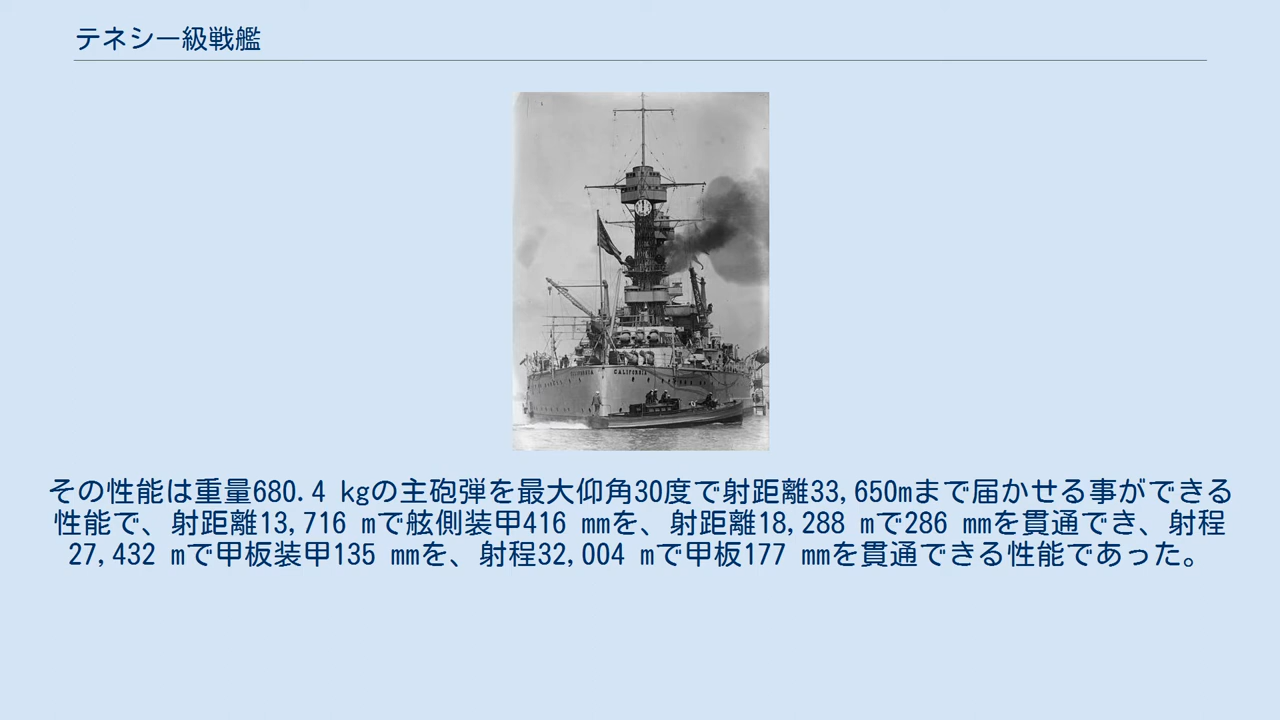 テネシー級戦艦
CALIFORNIA CALIFORNIA
その性能は重量680.4 kgの主砲弾を最大仰角30度で射距離33,650mまで届かせる事ができる
性能で、射距離13,716 mで舷側装甲416 mmを、射距離18,288 mで286 mmを貫通でき、射程
27,432 mで甲板装甲135 mmを、射程32,004 mで甲板177 mmを貫通できる性能であった。